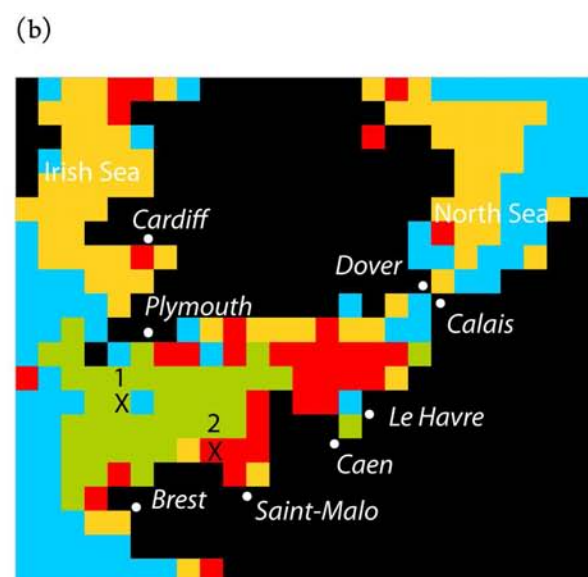 (b)
Irish Sea
North Sea
Cardiff
Dover
Plymouth
Calais
1
X
2
X
Le Havre
Caen
Brest
Saint-Malo